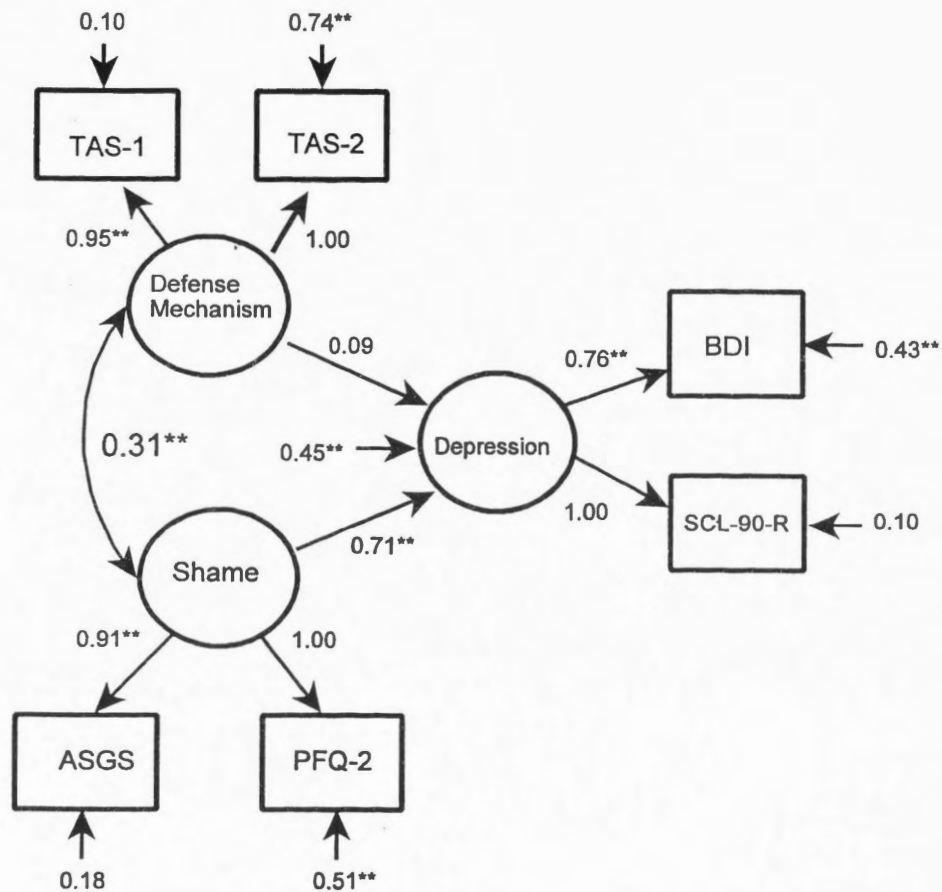 0.10
0.74**
TAS-1
TAS-2
0.95**
1.00
Defense
Mechanism
0.09
0.76**
BDI
0.43**
0.31**
0.45**
Depression
1.00
SCL-90-R
0.10
0.71**
Shame
0.91**
1.00
ASGS
PFQ-2
0.18
0.51**